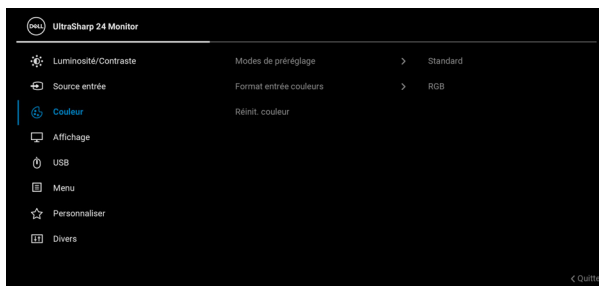 DELL UltraSharp 24 Monitor
Luminosité/Contraste Modes de préréglage > Standard
Source entrée Format entrée couleurs > RGB
Couleur Réinit. couleur
Affichage
USB
Menu
Personnaliser
Divers
< Quitte